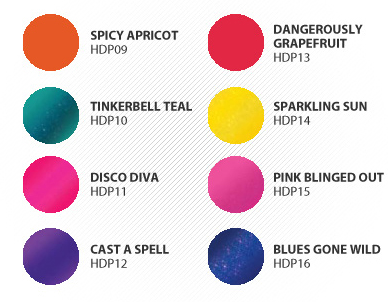 SPICY APRICOT
HDP09
TINKERBELL TEAL
HDP10
DISCO DIVA
HDP11
CAST A SPELL
HDP12
DANGEROUSLY
GRAPEFRUIT
HDP13
SPARKLING SUN
HDP14
PINK BLINGED OUT
HDP15
BLUES GONE WILD
HDP16